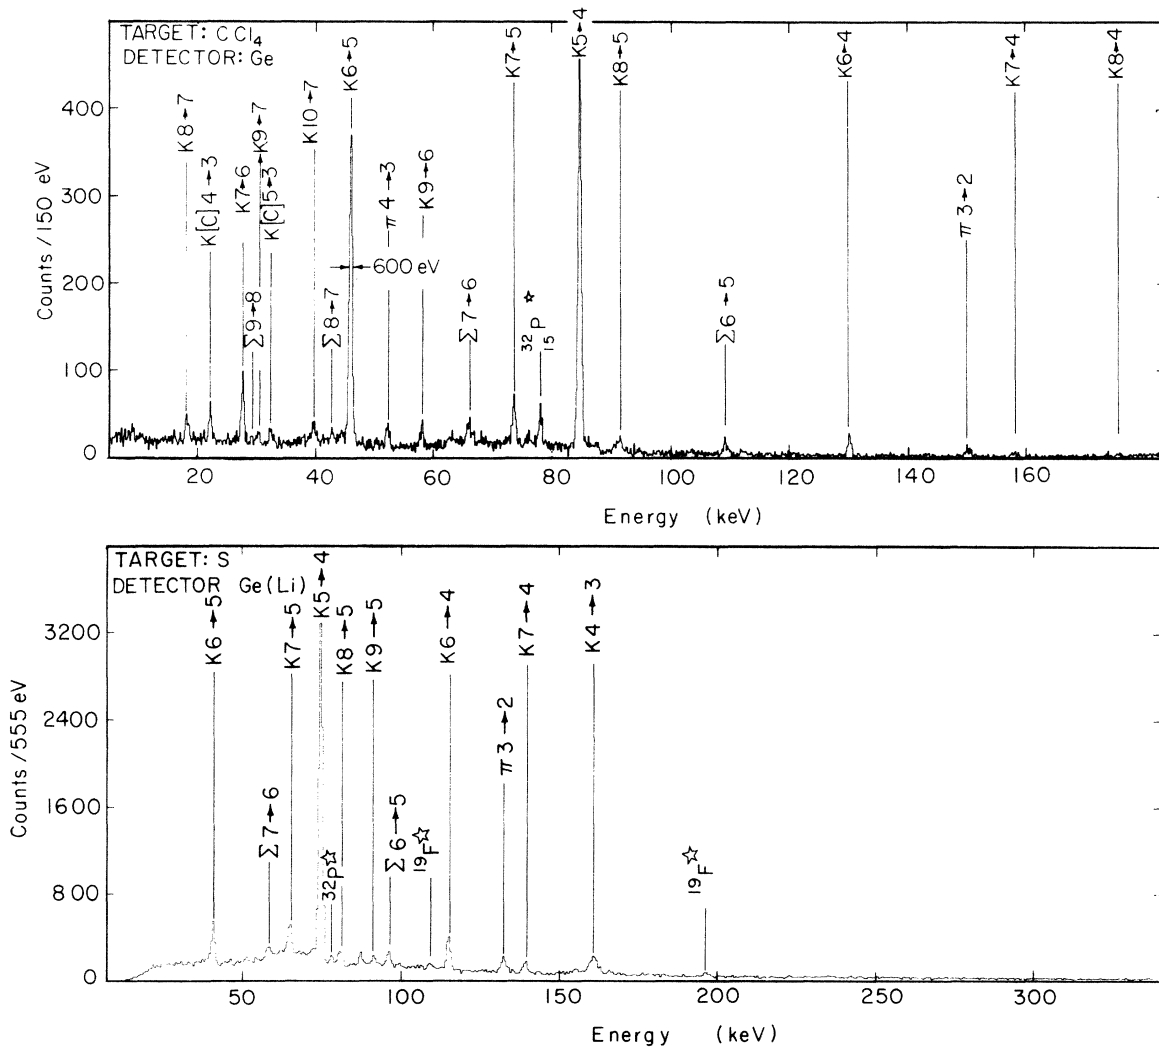 TARGET: C Cl4
DETECTOR: Ge
Counts / 150 eV
400
300
200
100
0
K8→7
K[C]4→3
K7→6
Σ9→8
K9→7
K[C]5→3
K10→7
Σ8→7
K6→5
600 eV
π4→3
K9→6
Σ7→6
K7→5
32 P ☆
15
K5→4
K8→5
Σ6→5
K6→4
π3→2
K7→4
K8→4
20
40
60
80
100
120
140
160
Energy (keV)
TARGET: S
DETECTOR Ge(Li)
Counts/555 eV
3200
2400
1600
800
0
K6→5
Σ7→6
K7→5
K5→4
32P☆
K8→5
K9→5
Σ6→5
19F☆
K6→4
π3→2
K7→4
K4→3
19F☆
50
100
150
200
250
300
Energy (keV)